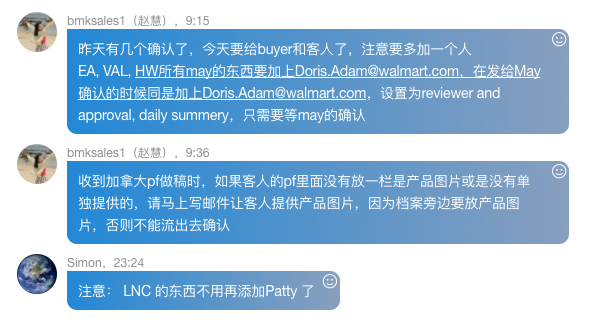 bmksales1（赵慧），9:15
昨天有几个确认了，今天要给buyer和客人了，注意要多加一个人
EA, VAL, HW所有may的东西要加上Doris.Adam@walmart.com，在发给May
确认的时候同是加上Doris.Adam@walmart.com，设置为reviewer and
approval, daily summery，只需要等may的确认
bmksales1（赵慧），9:36
收到加拿大pf做稿时，如果客人的pf里面没有放一栏是产品图片或是没有单
独提供的，请马上写邮件让客人提供产品图片，因为档案旁边要放产品图
片，否则不能流出去确认
Simon，23:24
注意： LNC 的东西不用再添加Patty 了